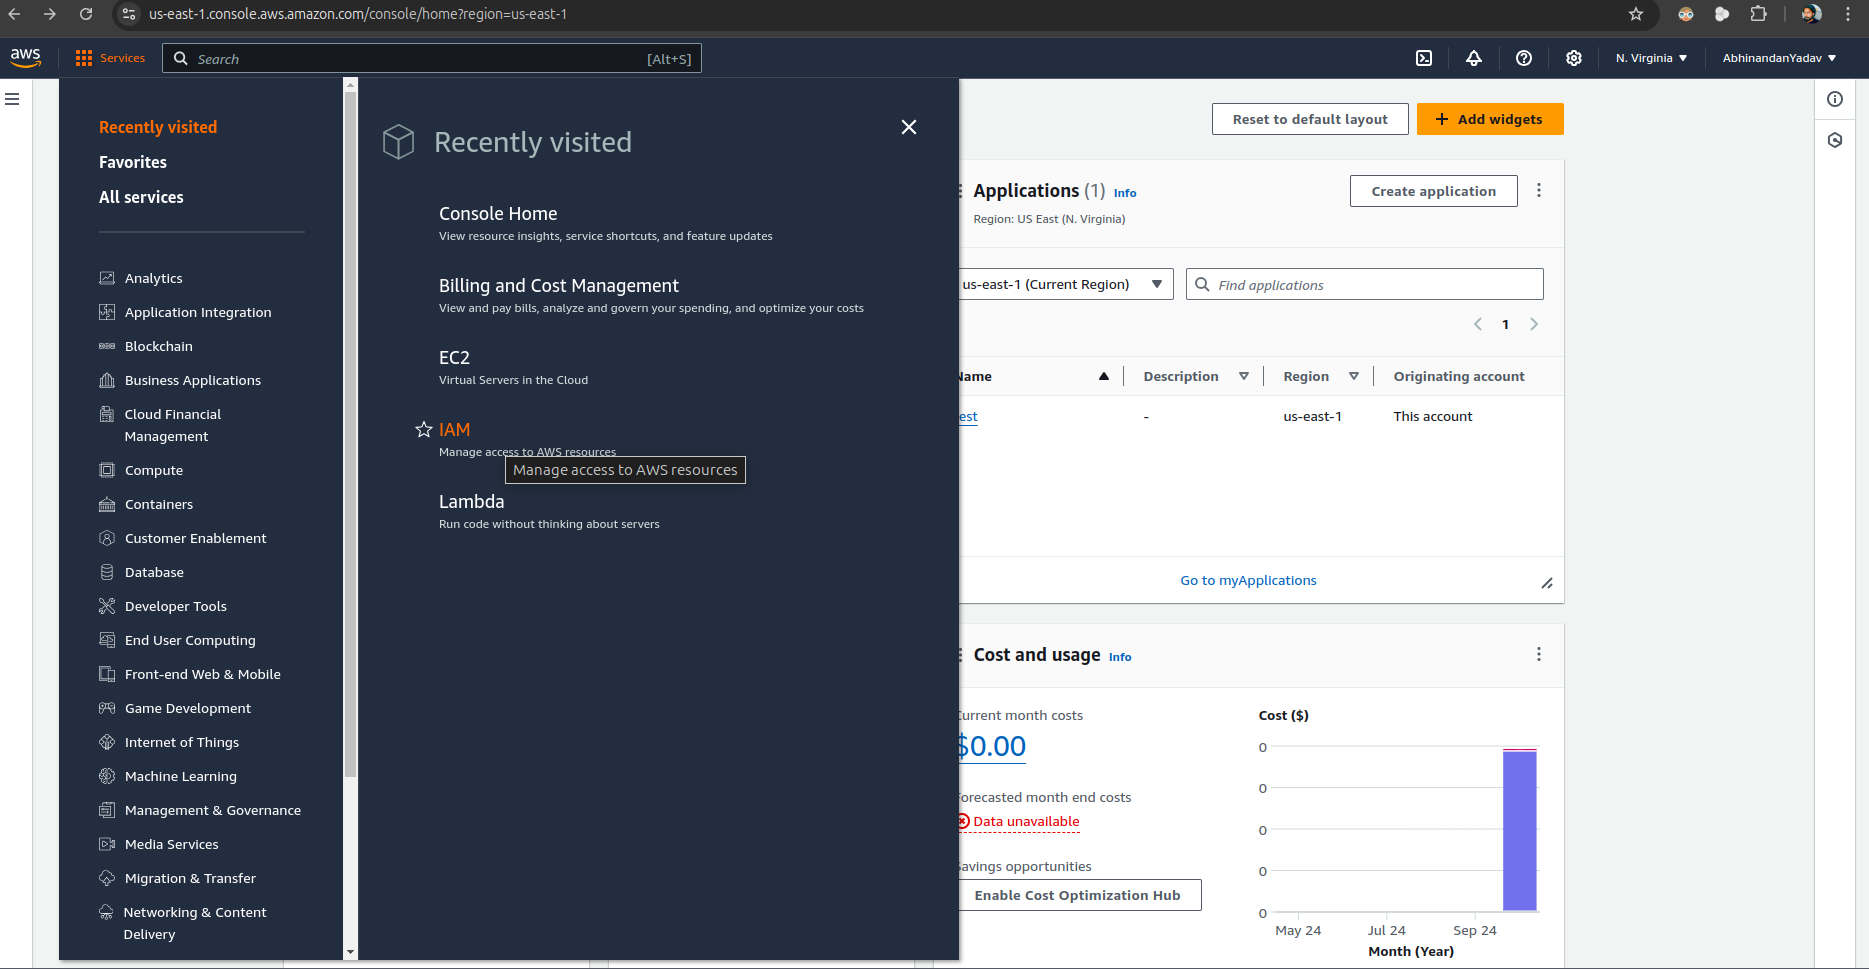 us-east-1.console.aws.amazon.com/console/home?region=us-east-1
aws
Services
Search
[Alt+S]
N. Virginia
AbhinandanYadav
Recently visited
Favorites
All services
Analytics
Application Integration
Blockchain
Business Applications
Cloud Financial
Management
Compute
Containers
Customer Enablement
Database
Developer Tools
End User Computing
Front-end Web & Mobile
Game Development
Internet of Things
Machine Learning
Management & Governance
Media Services
Migration & Transfer
Networking & Content
Delivery
Recently visited
Console Home
View resource insights, service shortcuts, and feature updates
Billing and Cost Management
View and pay bills, analyze and govern your spending, and optimize your costs
EC2
Virtual Servers in the Cloud
IAM
Manage access to AWS resources
Manage access to AWS resources
Lambda
Run code without thinking about servers
Reset to default layout
Add widgets
Applications (1) Info
Region: US East (N. Virginia)
Create application
us-east-1 (Current Region)
Find applications
1
Name
Description
Region
Originating account
est
-
us-east-1
This account
Go to myApplications
Cost and usage Info
Current month costs
$0.00
Forecasted month end costs
Data unavailable
Savings opportunities
Enable Cost Optimization Hub
Cost ($)
0
0
0
0
0
May 24
Jul 24
Sep 24
Month (Year)